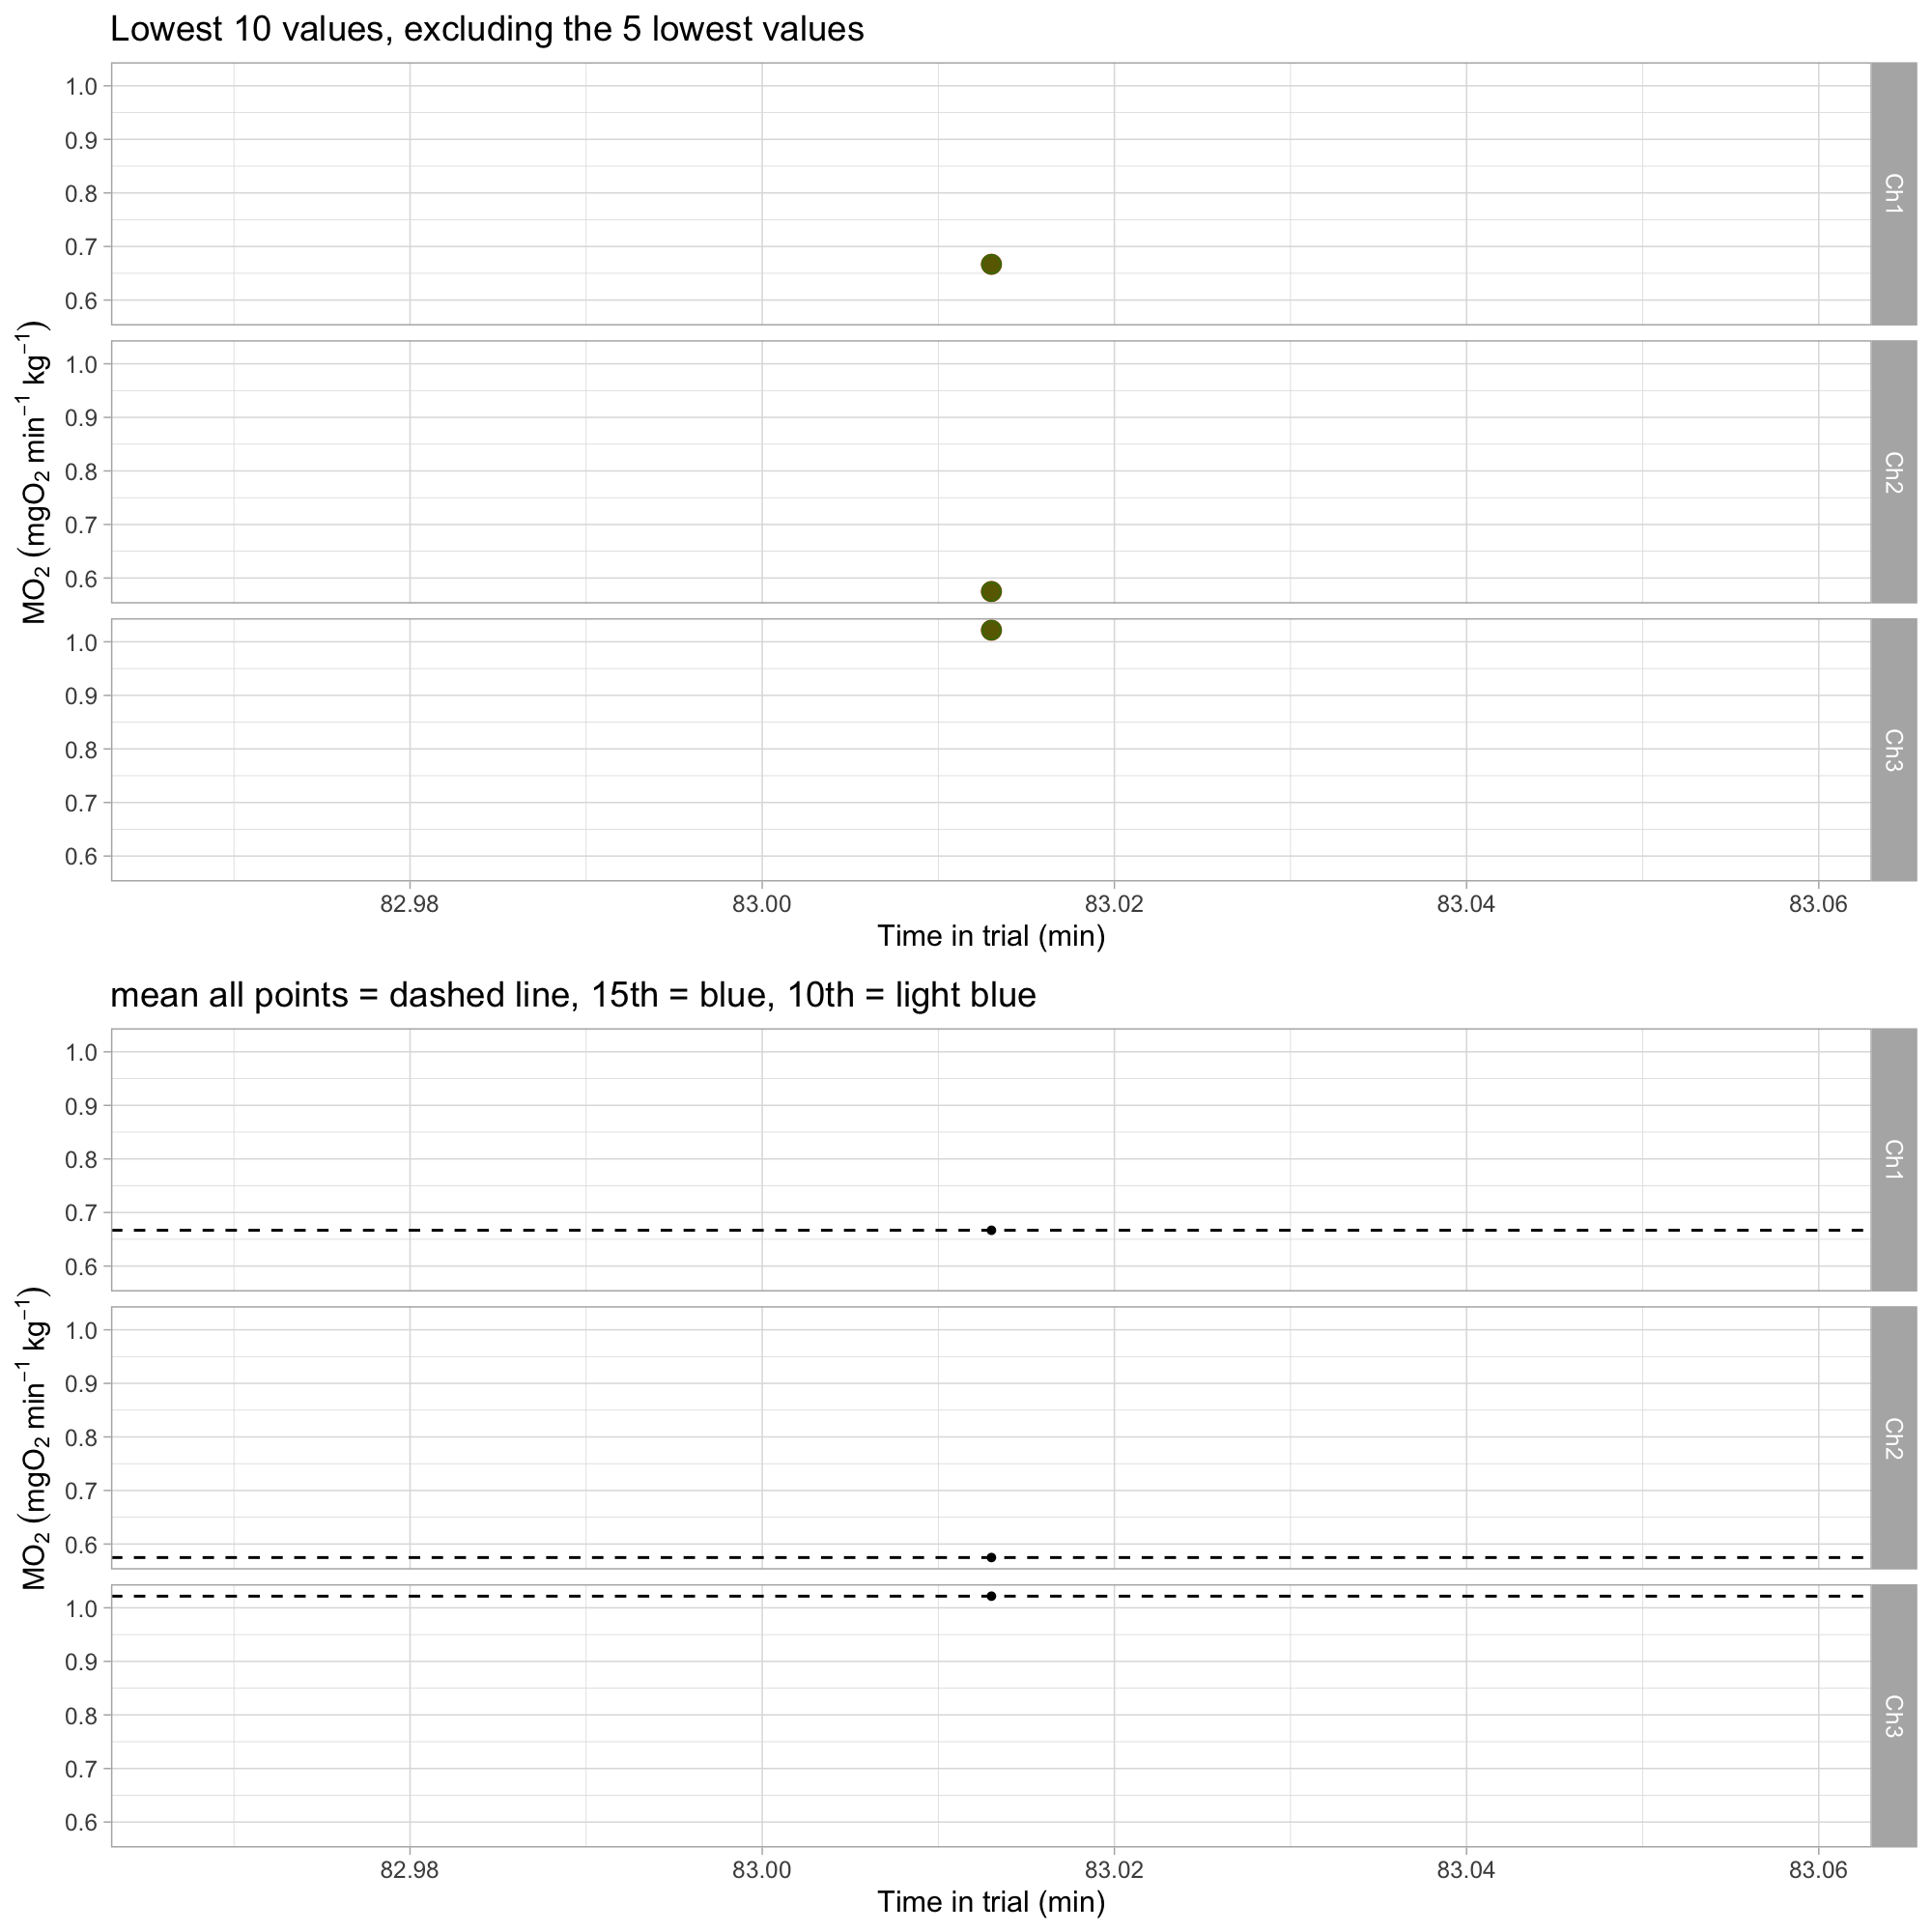 Lowest 10 values, excluding the 5 lowest values
MO₂ (mgO₂ min⁻¹ kg⁻¹)
1.0
0.9
0.8
0.7
0.6
Ch1
1.0
0.9
0.8
0.7
0.6
Ch2
1.0
0.9
0.8
0.7
0.6
Ch3
82.98 83.00 83.02 83.04 83.06
Time in trial (min)
mean all points = dashed line, 15th = blue, 10th = light blue
MO₂ (mgO₂ min⁻¹ kg⁻¹)
1.0
0.9
0.8
0.7
0.6
Ch1
1.0
0.9
0.8
0.7
0.6
Ch2
1.0
0.9
0.8
0.7
0.6
Ch3
82.98 83.00 83.02 83.04 83.06
Time in trial (min)